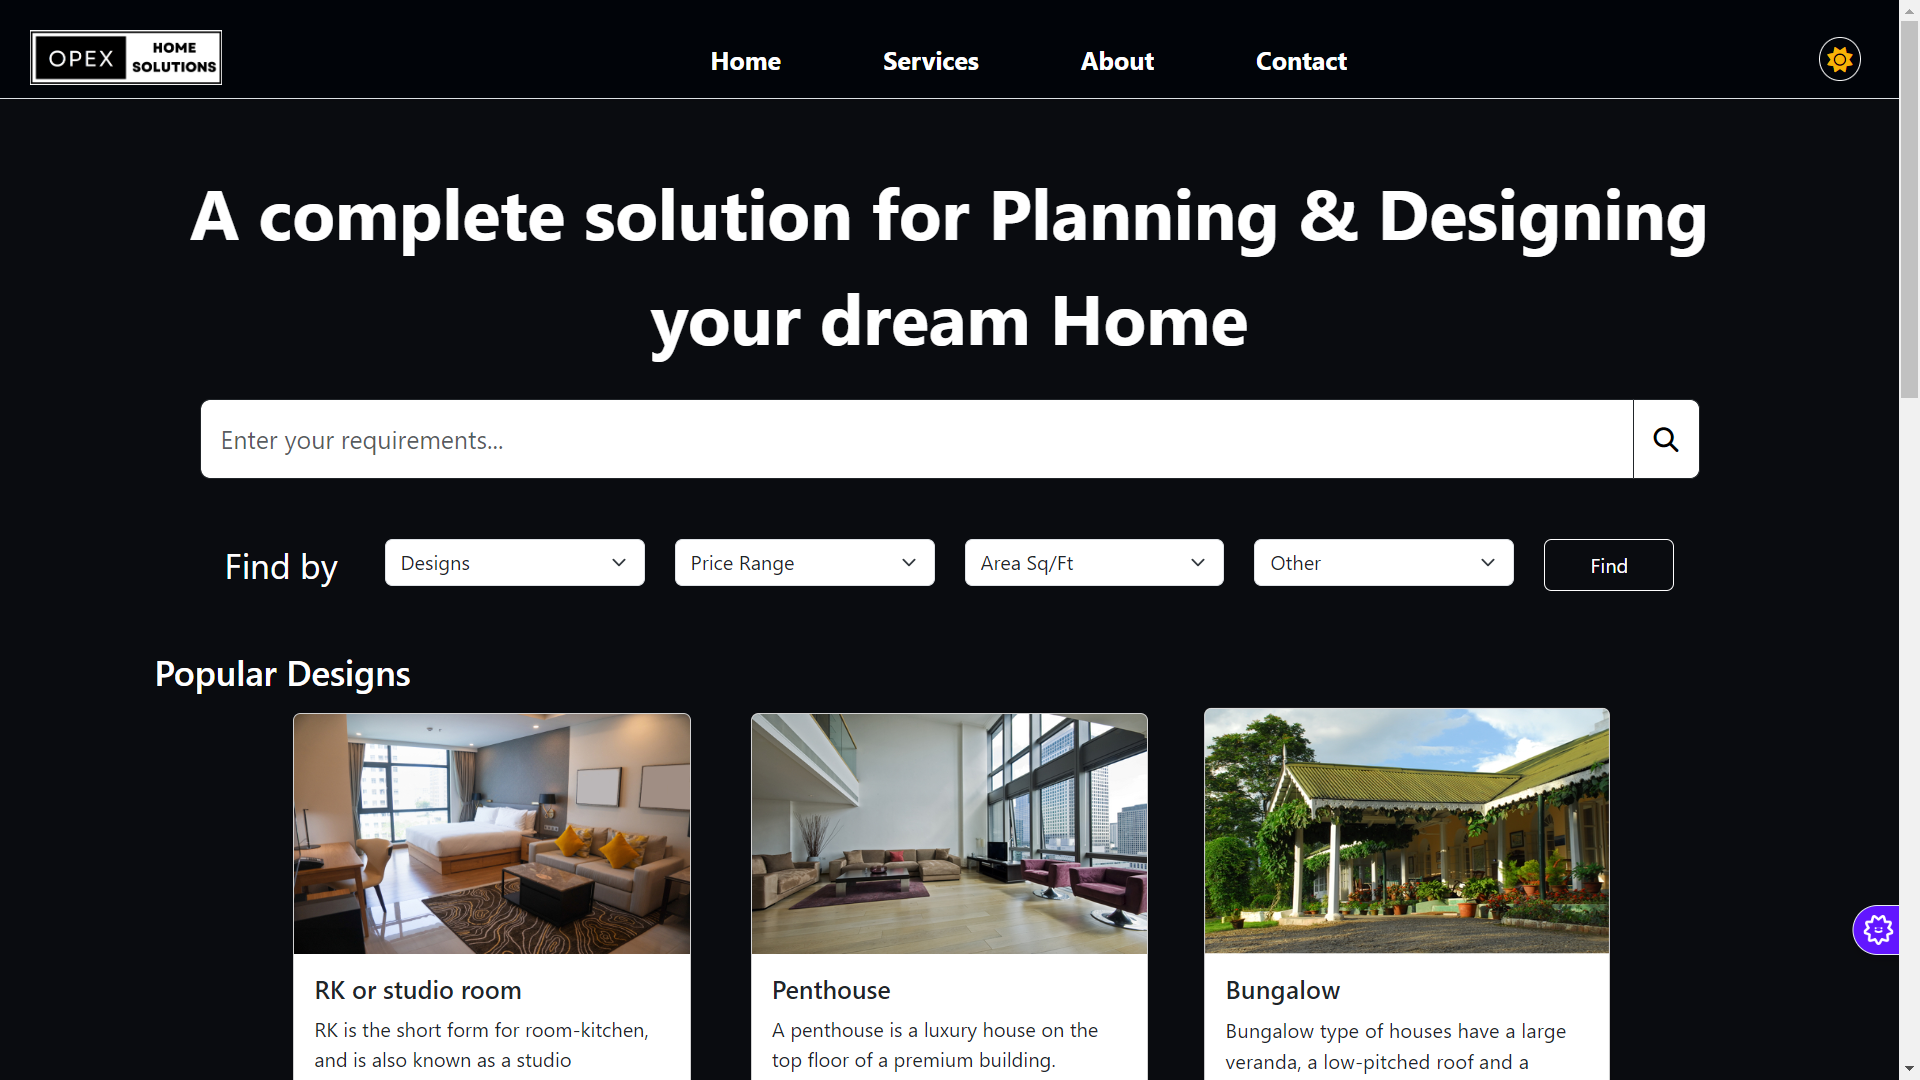 OPEX
HOME
SOLUTIONS
Home
Services
About
Contact
A complete solution for Planning & Designing
your dream Home
Enter your requirements...
Find by
Designs
Price Range
Area Sq/Ft
Other
Find
Popular Designs
RK or studio room
RK is the short form for room-kitchen,
and is also known as a studio
Penthouse
A penthouse is a luxury house on the
top floor of a premium building.
Bungalow
Bungalow type of houses have a large
veranda, a low-pitched roof and a